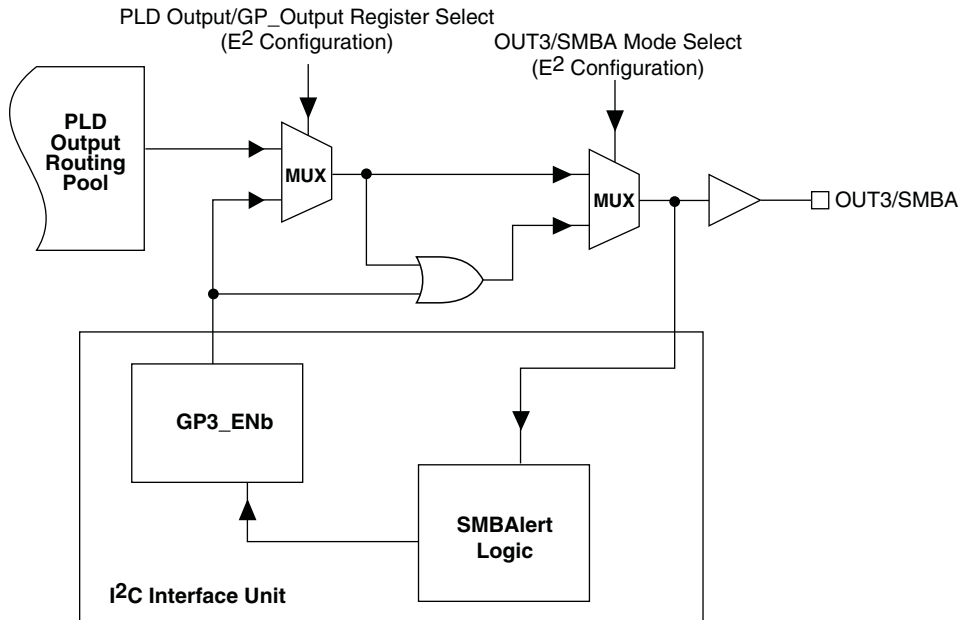 PLD Output/GP_Output Register Select
(E2 Configuration)
OUT3/SMBA Mode Select
(E2 Configuration)
PLD
Output
Routing
Pool
MUX
MUX
OUT3/SMBA
GP3_ENb
SMBAlert
Logic
I2C Interface Unit